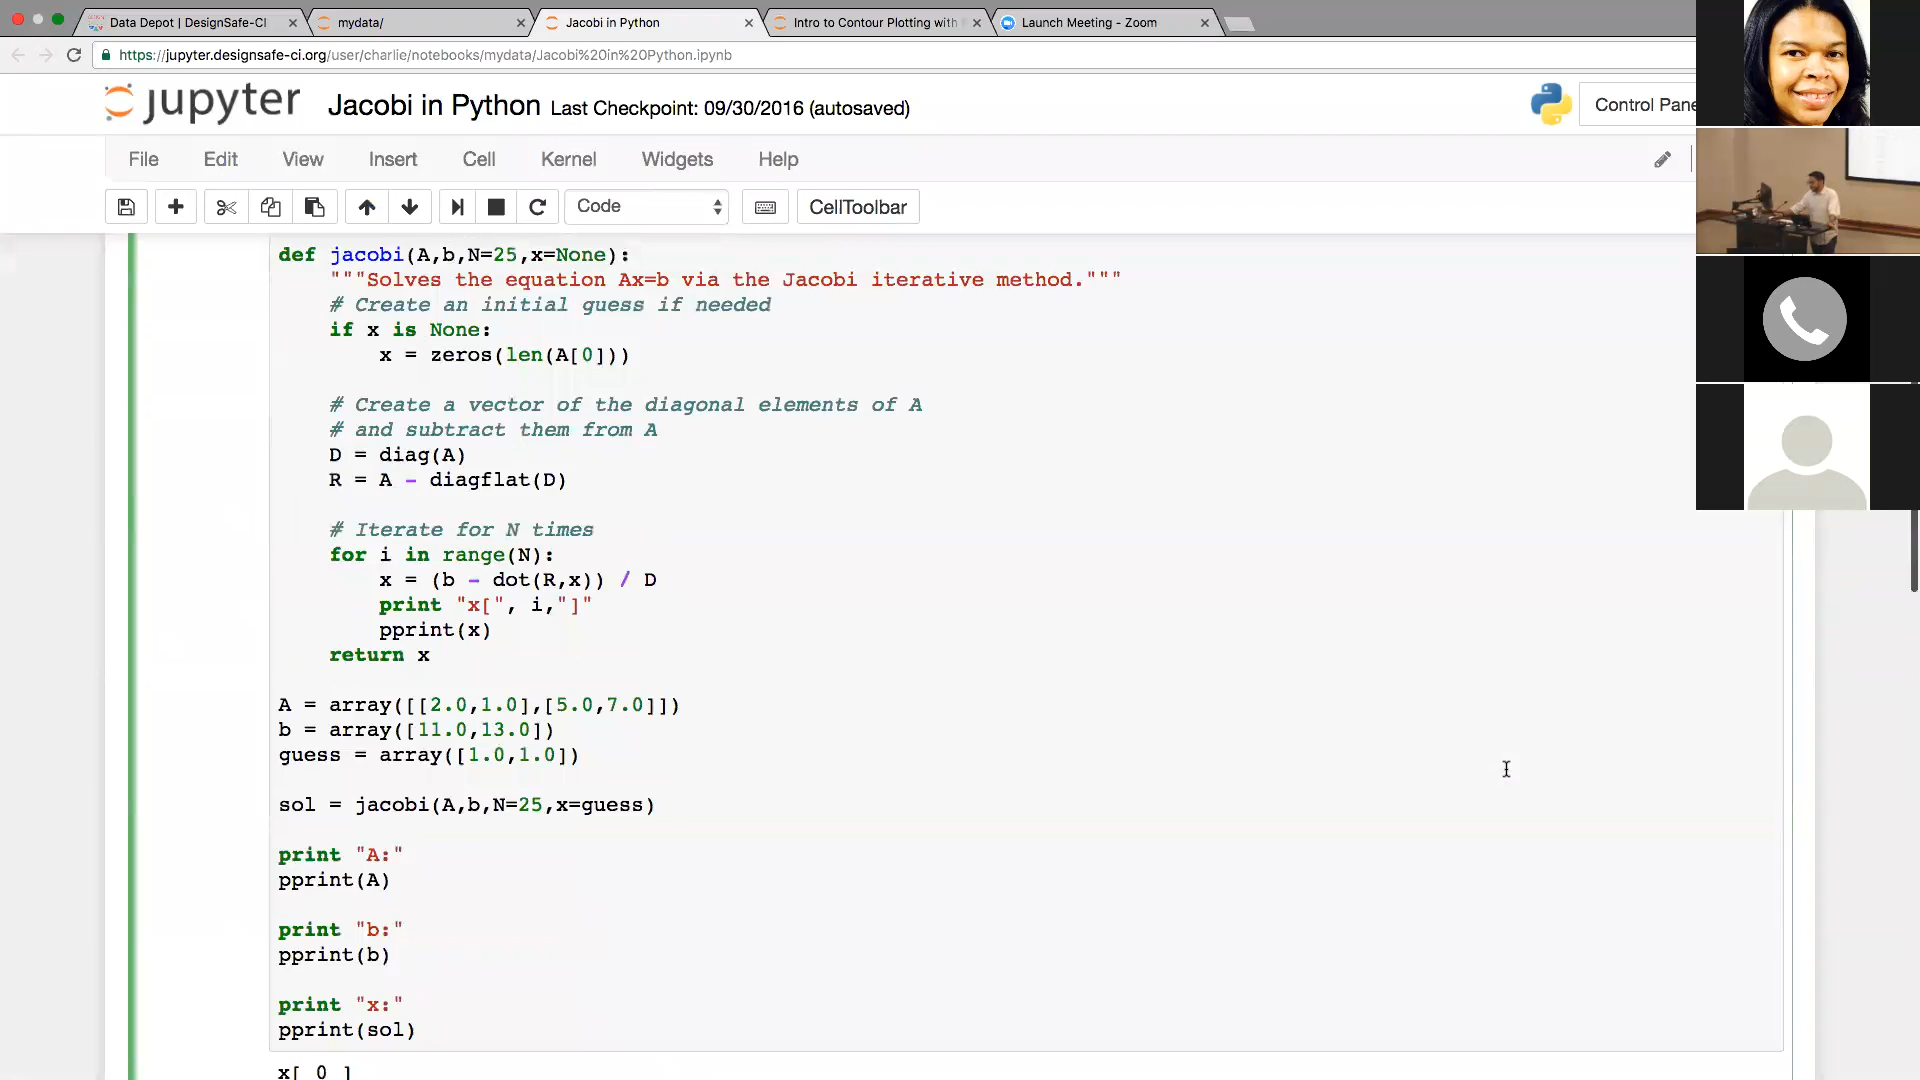 Data Depot | DesignSafe-CI
mydata/
Jacobi in Python
Intro to Contour Plotting with
Launch Meeting - Zoom
https://jupyter.designsafe-ci.org/user/charlie/notebooks/mydata/Jacobi%20in%20Python.ipynb
jupyter Jacobi in Python Last Checkpoint: 09/30/2016 (autosaved)
Control Pane
File Edit View Insert Cell Kernel Widgets Help
Code CellToolbar
def jacobi(A,b,N=25,x=None):
    """Solves the equation Ax=b via the Jacobi iterative method."""
    # Create an initial guess if needed
    if x is None:
        x = zeros(len(A[0]))
    # Create a vector of the diagonal elements of A
    # and subtract them from A
    D = diag(A)
    R = A - diagflat(D)
    # Iterate for N times
    for i in range(N):
        x = (b - dot(R,x)) / D
        print "x[", i,"]"
        pprint(x)
    return x
A = array([[2.0,1.0],[5.0,7.0]])
b = array([11.0,13.0])
guess = array([1.0,1.0])
sol = jacobi(A,b,N=25,x=guess)
print "A:"
pprint(A)
print "b:"
pprint(b)
print "x:"
pprint(sol)
x[ 0 ]